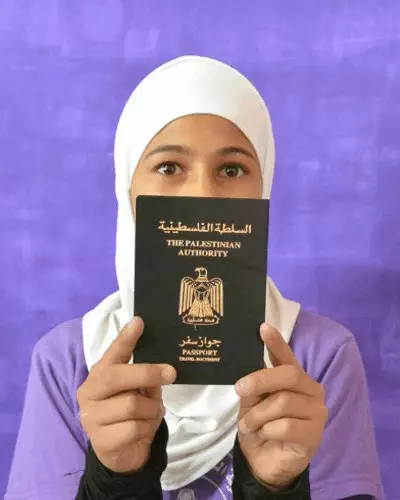 السلطة الفلسطينية
THE PALESTINIAN
AUTHORITY
جواز سفر
PASSPORT
TRAVEL DOCUMENT